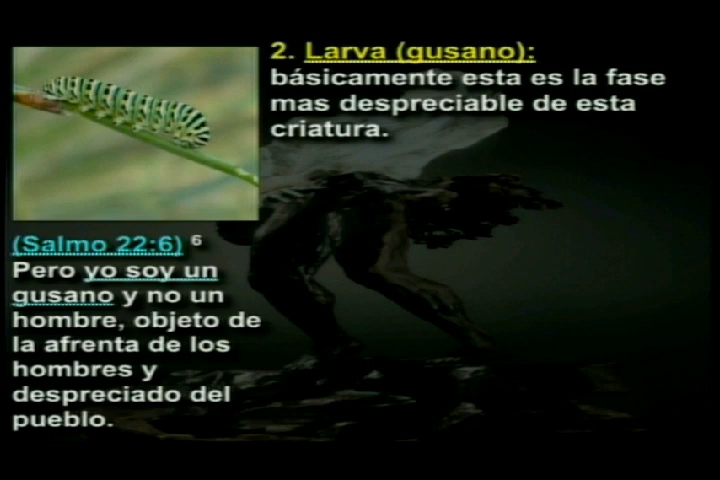 2. Larva (gusano):
básicamente esta es la fase
mas despreciable de esta
criatura.
(Salmo 22:6) 6
Pero yo soy un
gusano y no un
hombre, objeto de
la afrenta de los
hombres y
despreciado del
pueblo.